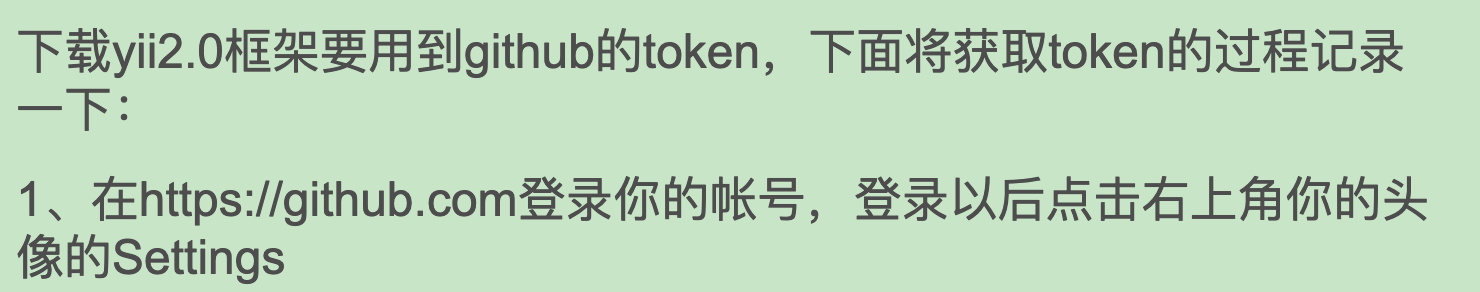 下载yii2.0框架要用到github的token，下面将获取token的过程记录
一下：
1、在https://github.com登录你的帐号，登录以后点击右上角你的头
像的Settings